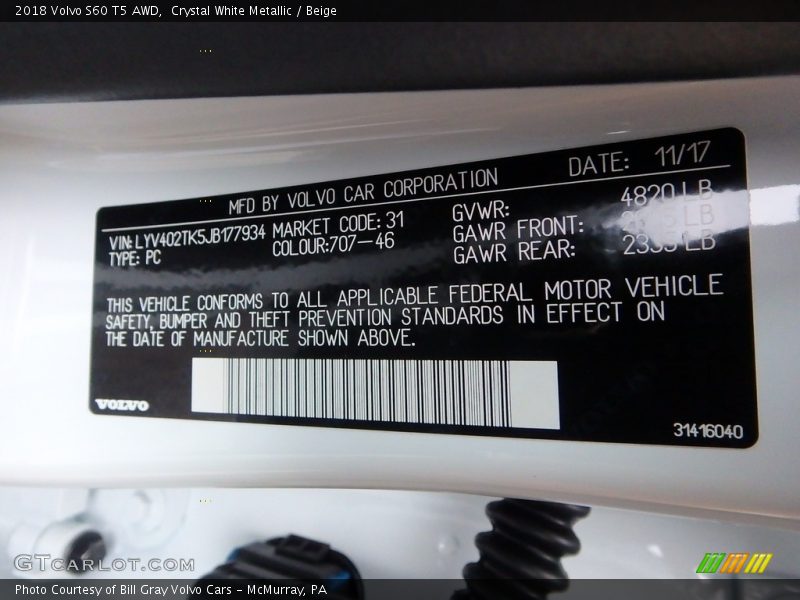 2018 Volvo S60 T5 AWD,  Crystal White Metallic / Beige
MFD BY VOLVO CAR CORPORATION DATE: 11/17
VIN: LYV402TK5JB177934 MARKET CODE: 31 GVWR: 4820 LB
TYPE: PC COLOUR:707-46 GAWR FRONT: LB
GAWR REAR: LB
THIS VEHICLE CONFORMS TO ALL APPLICABLE FEDERAL MOTOR VEHICLE
SAFETY, BUMPER AND THEFT PREVENTION STANDARDS IN EFFECT ON
THE DATE OF MANUFACTURE SHOWN ABOVE.
VOLVO
31416040
GTCarLot.com
Photo Courtesy of Bill Gray Volvo Cars - McMurray, PA